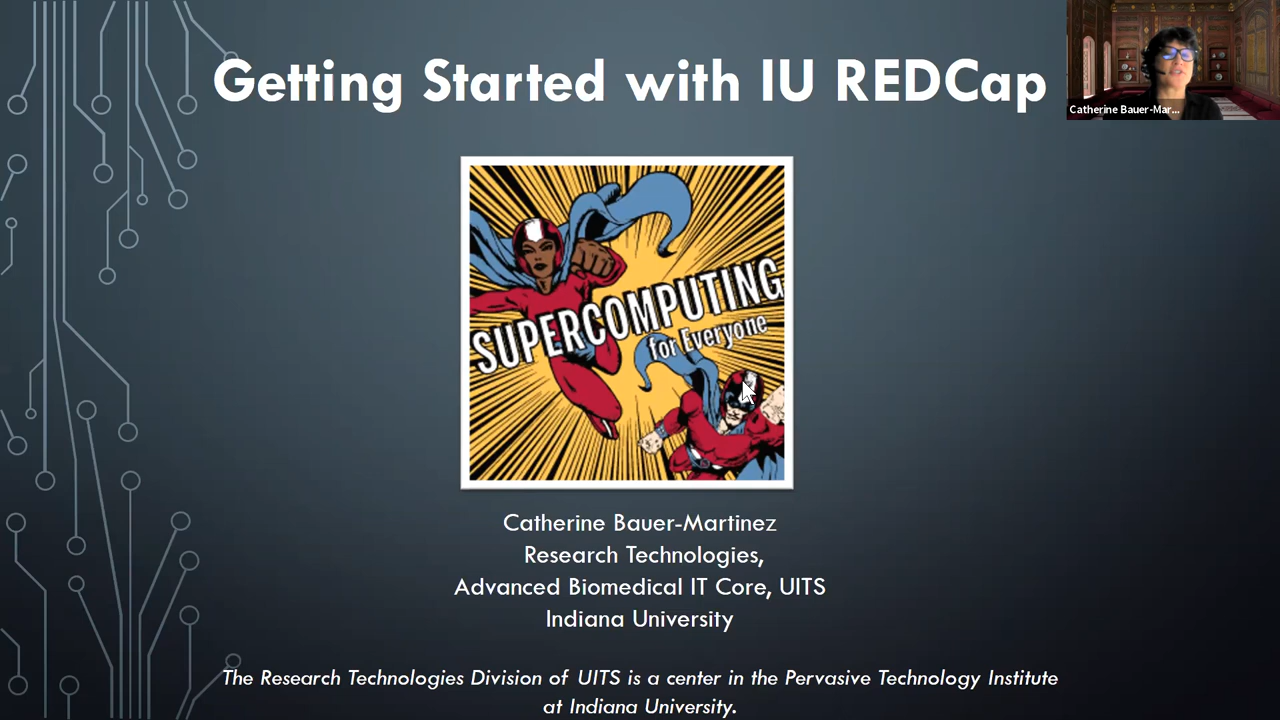 Getting Started with IU REDCap
Catherine Bauer-Mar...
SUPERCOMPUTING
for Everyone
Catherine Bauer-Martinez
Research Technologies,
Advanced Biomedical IT Core, UITS
Indiana University
The Research Technologies Division of UITS is a center in the Pervasive Technology Institute
at Indiana University.